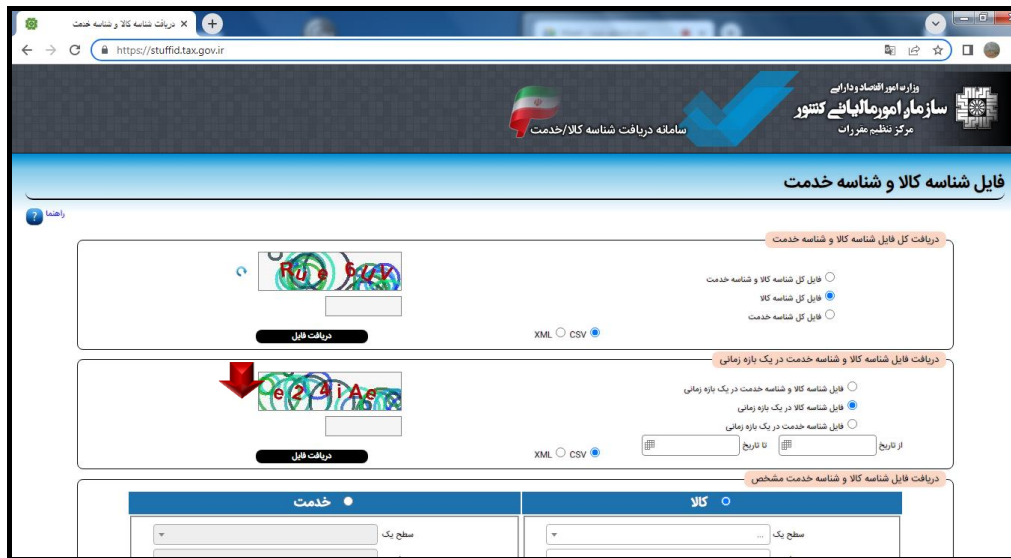 دریافت شناسه کالا و شناسه خدمت
https://stuffid.tax.gov.ir
وزارت امور اقتصاد و دارایی
سازمان امور مالیاتی کشور
مرکز تنظیم مقررات
سامانه دریافت شناسه کالا/خدمت
فایل شناسه کالا و شناسه خدمت
راهنما ?
دریافت کل فایل شناسه کالا و شناسه خدمت
فایل کل شناسه کالا و شناسه خدمت
فایل کل شناسه کالا
فایل کل شناسه خدمت
Rue 6UV
CSV XML
دریافت فایل
دریافت فایل شناسه کالا و شناسه خدمت در یک بازه زمانی
فایل شناسه کالا و شناسه خدمت در یک بازه زمانی
فایل شناسه کالا در یک بازه زمانی
فایل شناسه خدمت در یک بازه زمانی
از تاریخ تا تاریخ
e2 4iAe
CSV XML
دریافت فایل
دریافت فایل شناسه کالا و شناسه خدمت مشخص
کالا خدمت
سطح یک ... سطح یک